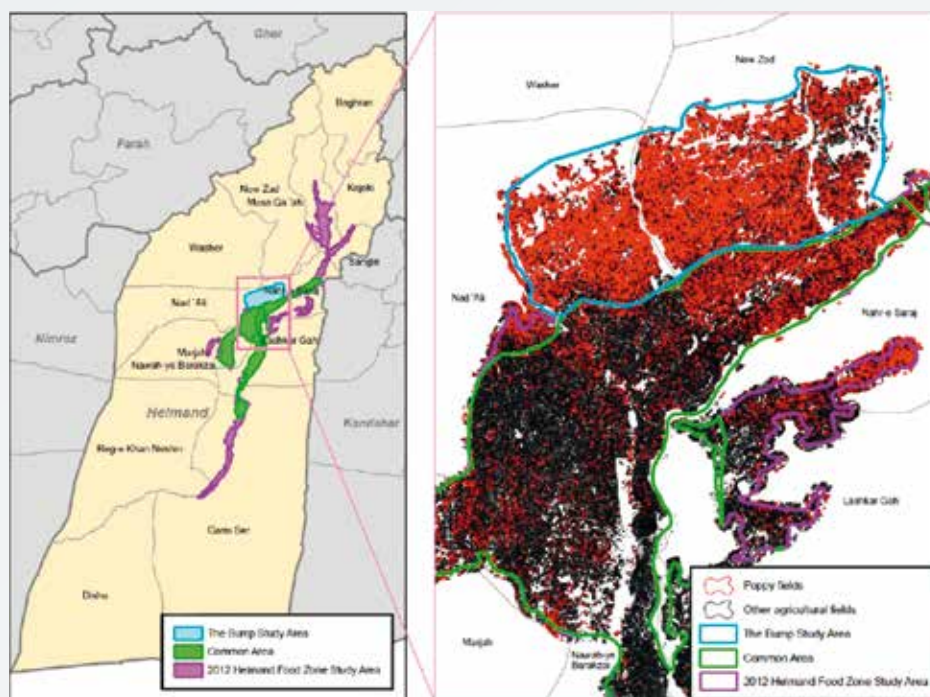 Ghor
Baghran
Farah
Now Zad
Musa Qa'ah
Kajaki
Washer
Sangin
Nad 'Ali
Nimroz
Lashkar Gah
Marjah
Nawah-ye Barakzai
Helmand
Kandahar
Reg-e Khan Neshin
Garm Ser
Dishu
The Bump Study Area
Common Area
2012 Helmand Food Zone Study Area
Now Zad
Washer
Nad 'Ali
Nahr-e Saraj
Lashkar Gah
Marjah
Nawah-ye
Barakzai
Poppy fields
Other agricultural fields
The Bump Study Area
Common Area
2012 Helmand Food Zone Study Area